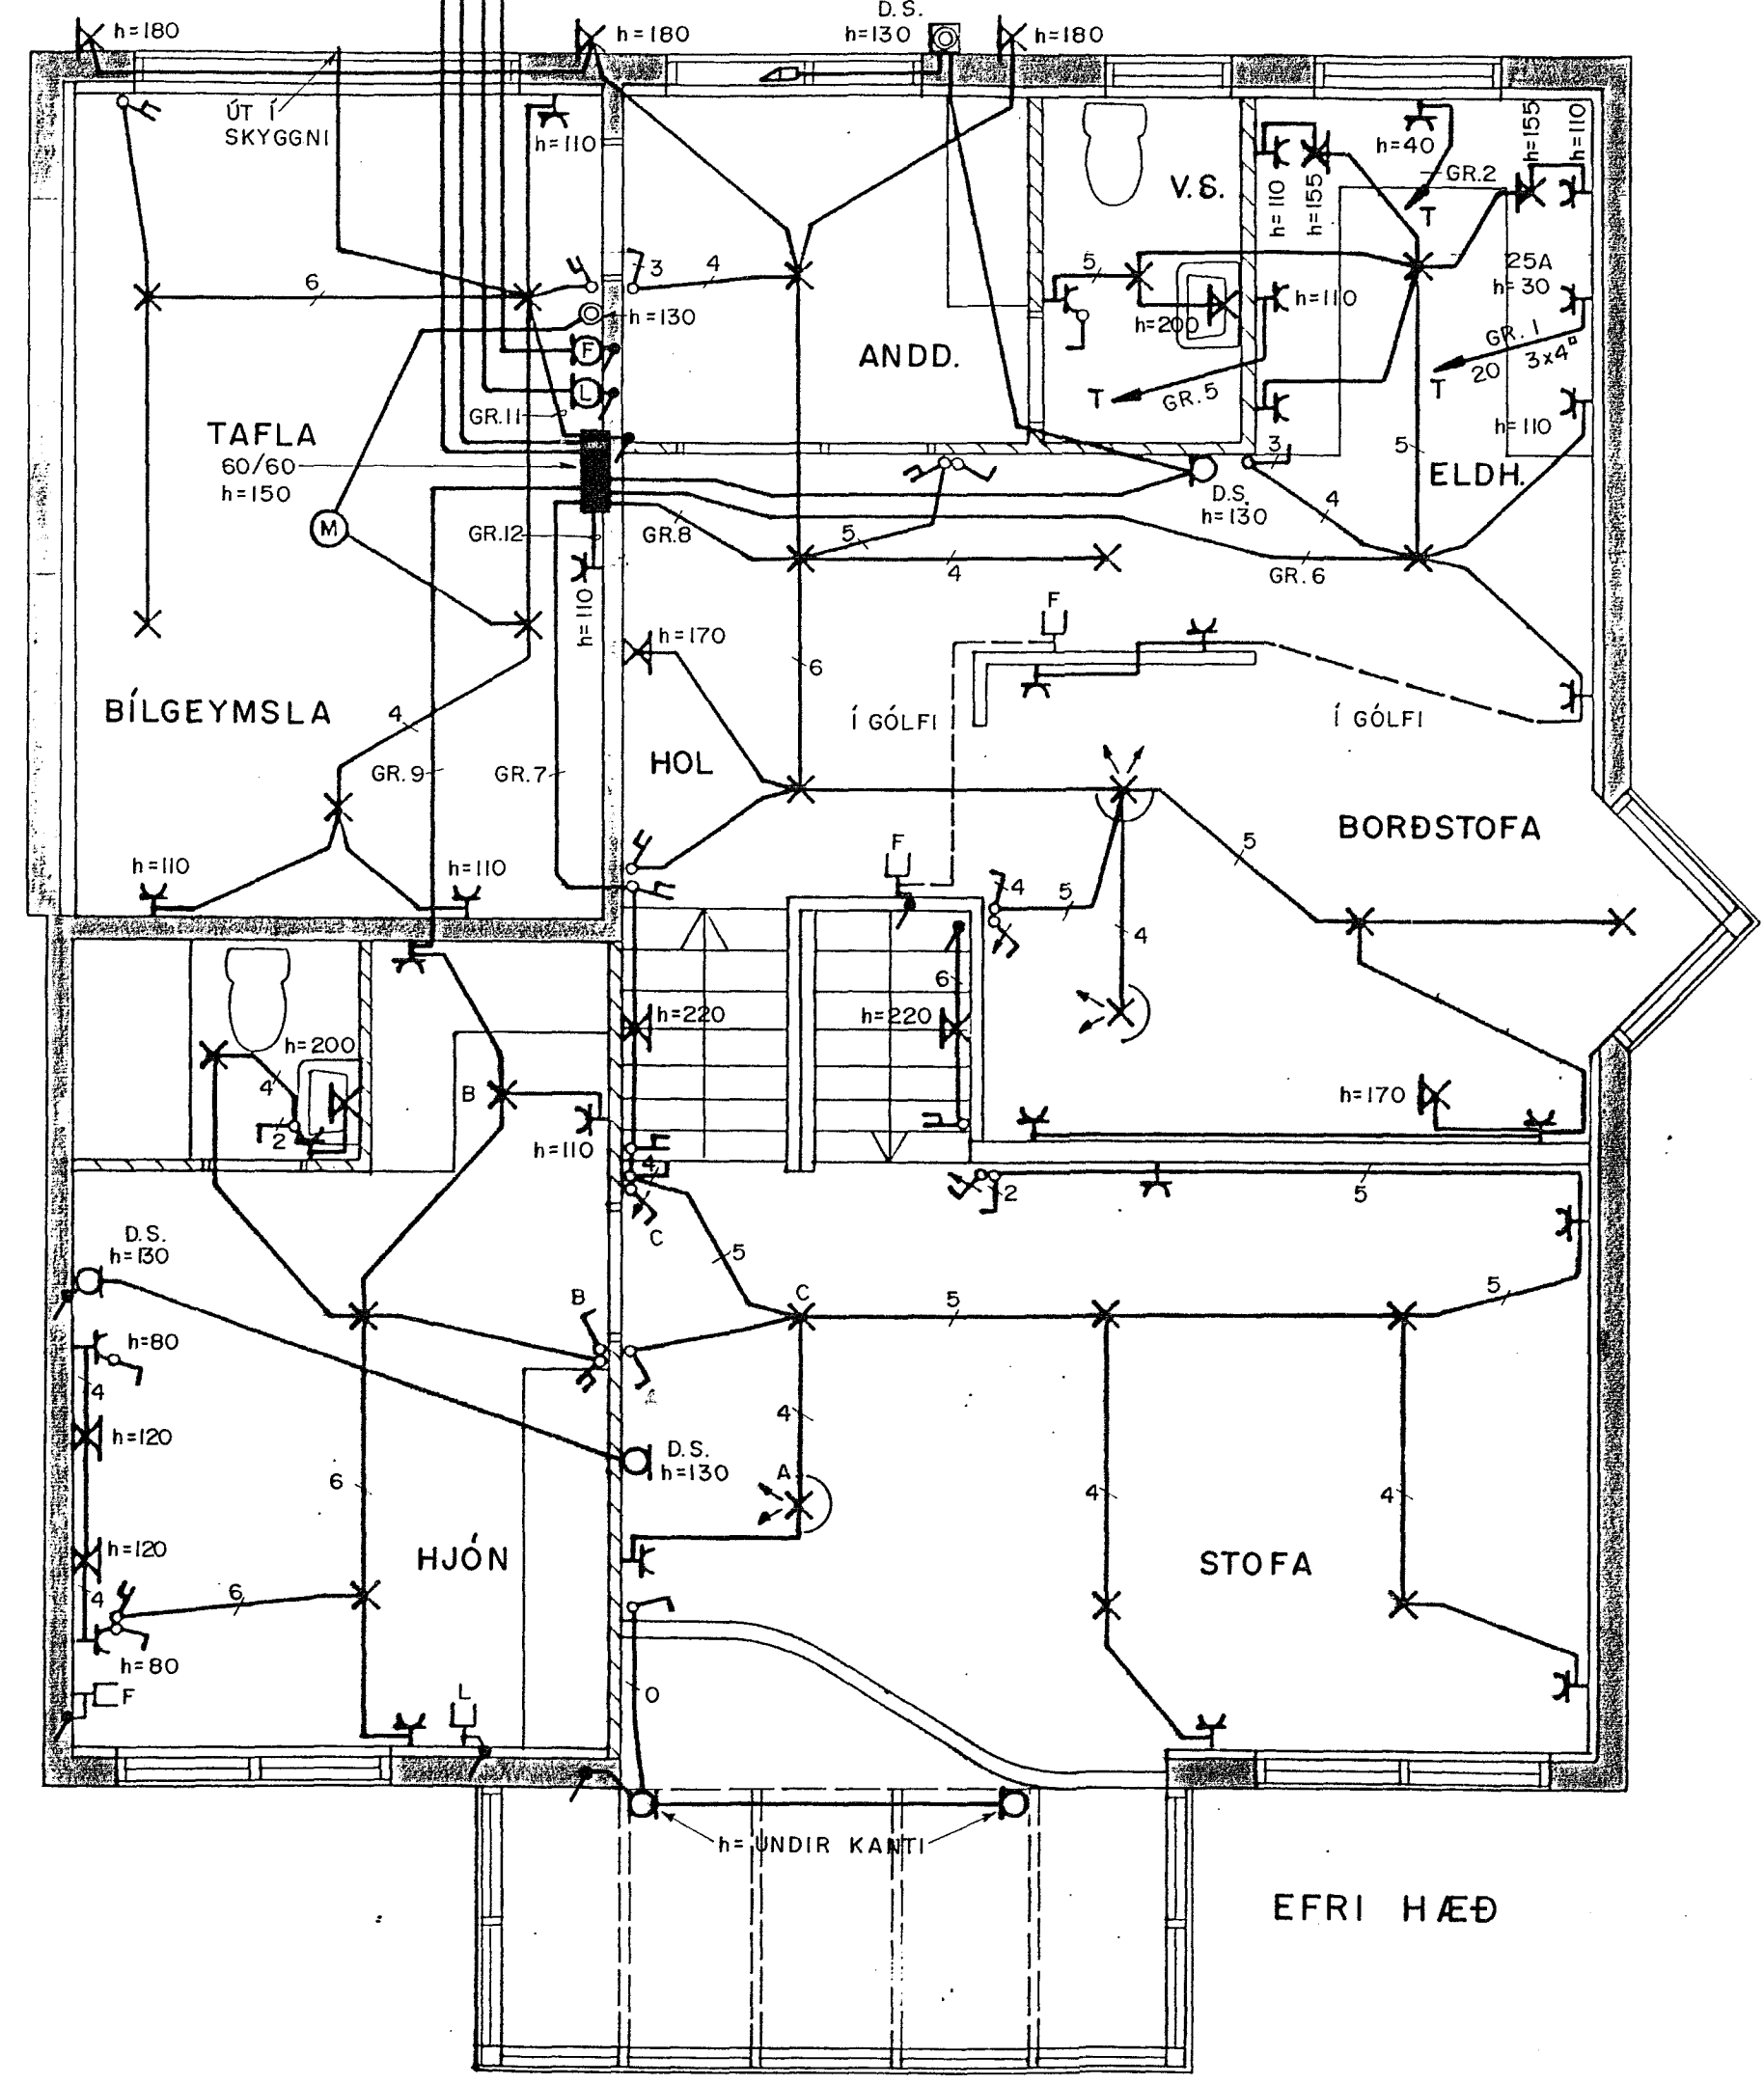 D.S.
h=180
h=180
h=130
h=180
ÚT Í
SKYGGNI
h=110
h=40
h=155
h=110
GR.2
T
V.S.
h=110
h=155
6
3
4
5
25A
h=30
h=130
h=200
h=110
GR.1
20 3x4□
T
F
ANDD.
L
GR.11
T
GR.5
h=110
TAFLA
60/60
h=150
3
5
ELDH.
D.S.
h=130
4
M
GR.12
GR.8
5
4
GR.6
h=110
F
h=170
6
BÍLGEYMSLA
4
Í GÓLFI
Í GÓLFI
GR.9
GR.7
HOL
BORÐSTOFA
h=110
h=110
F
4
5
5
4
6
h=220
h=220
h=200
4
B
h=170
2
h=110
4
2
5
D.S.
h=130
C
5
B
C
5
5
h=80
4
4
h=120
D.S.
h=130
A
6
4
4
h=120
HJÓN
STOFA
4
6
h=80
F
L
0
h= UNDIR KANTI
EFRI HÆÐ